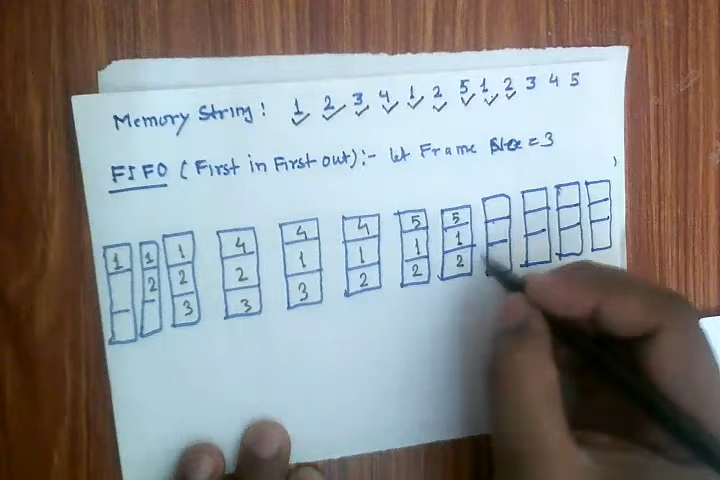 Memory String: 1 2 3 4 1 2 5 1 2 3 4 5
FIFO (First in First out):- let Frame size = 3
1 1 1 4 4 4 5 5
2 2 2 1 1 1 1
3 3 3 2 2 2